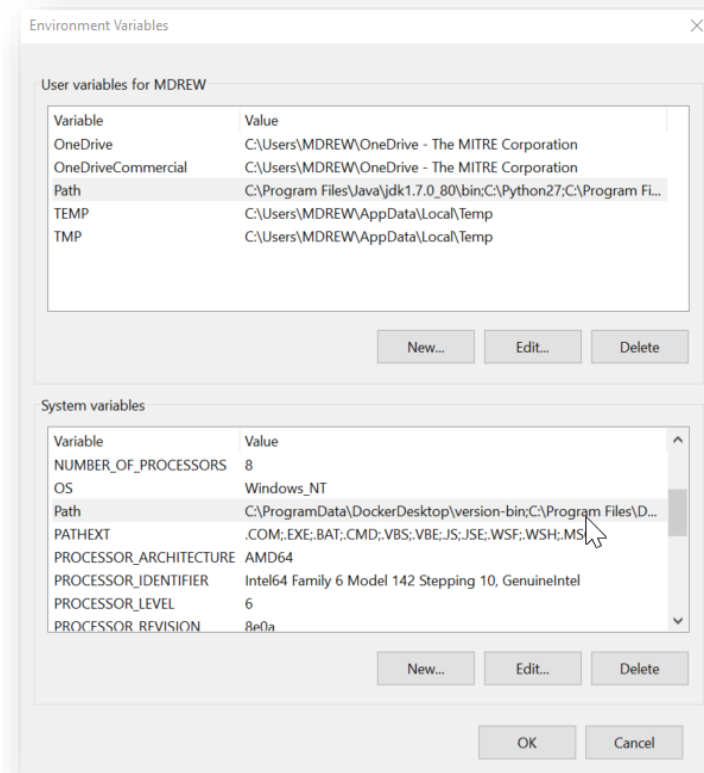 Environment Variables
User variables for MDREW
Variable Value
OneDrive C:\Users\MDREW\OneDrive - The MITRE Corporation
OneDriveCommercial C:\Users\MDREW\OneDrive - The MITRE Corporation
Path C:\Program Files\Java\jdk1.7.0_80\bin;C:\Python27;C:\Program Fi...
TEMP C:\Users\MDREW\AppData\Local\Temp
TMP C:\Users\MDREW\AppData\Local\Temp
New... Edit... Delete
System variables
Variable Value
NUMBER_OF_PROCESSORS 8
OS Windows_NT
Path C:\ProgramData\DockerDesktop\version-bin;C:\Program Files\D...
PATHEXT .COM;.EXE;.BAT;.CMD;.VBS;.VBE;.JS;.JSE;.WSF;.WSH;.MSC
PROCESSOR_ARCHITECTURE AMD64
PROCESSOR_IDENTIFIER Intel64 Family 6 Model 142 Stepping 10, GenuineIntel
PROCESSOR_LEVEL 6
PROCESSOR_REVISION 8e0a
New... Edit... Delete
OK Cancel